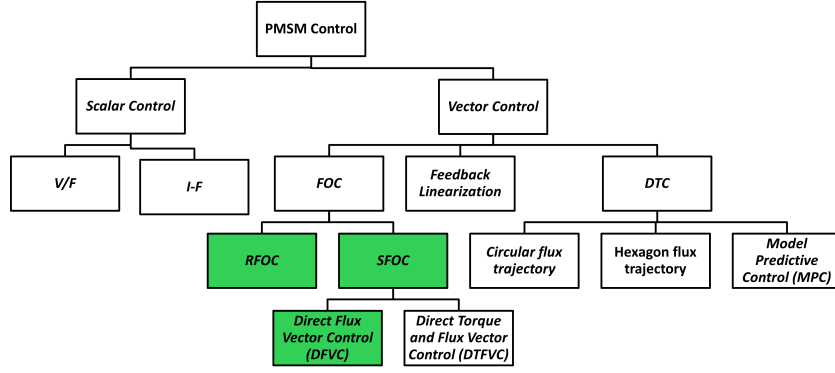 PMSM Control
Scalar Control
Vector Control
V/F
I-F
FOC
Feedback
Linearization
DTC
RFOC
SFOC
Circular flux
trajectory
Hexagon flux
trajectory
Model
Predictive
Control (MPC)
Direct Flux
Vector Control
(DFVC)
Direct Torque
and Flux Vector
Control (DTFVC)